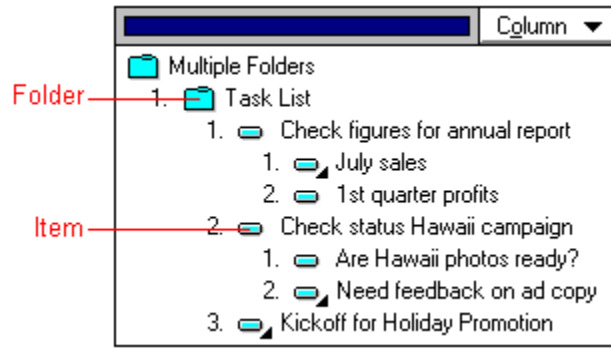 Column
Multiple Folders
Folder 1. Task List
1. Check figures for annual report
1. July sales
2. 1st quarter profits
Item 2. Check status Hawaii campaign
1. Are Hawaii photos ready?
2. Need feedback on ad copy
3. Kickoff for Holiday Promotion